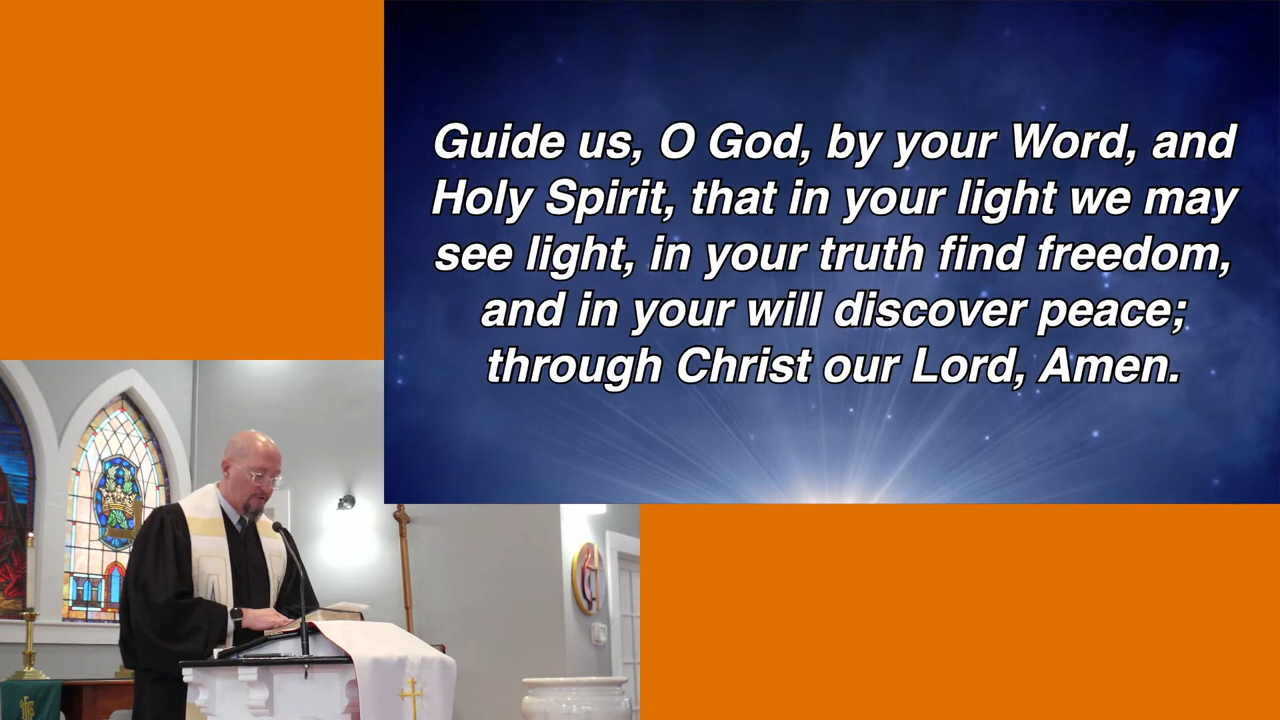 Guide us, O God, by your Word, and
Holy Spirit, that in your light we may
see light, in your truth find freedom,
and in your will discover peace;
through Christ our Lord, Amen.